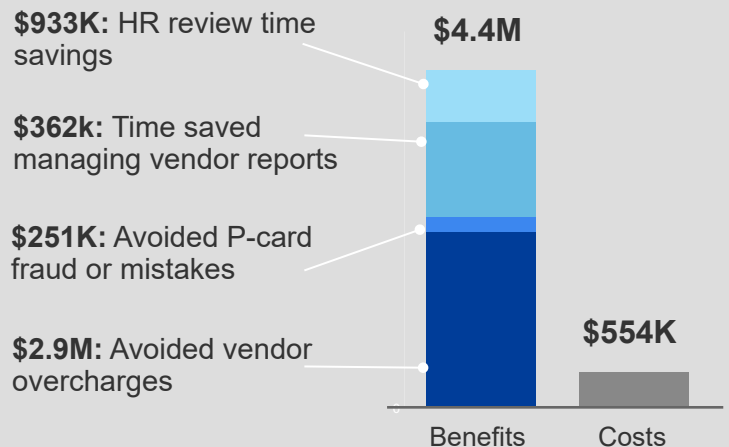 $933K: HR review time
savings
$362k: Time saved
managing vendor reports
$251K: Avoided P-card
fraud or mistakes
$2.9M: Avoided vendor
overcharges
$4.4M
$554K
0
Benefits
Costs